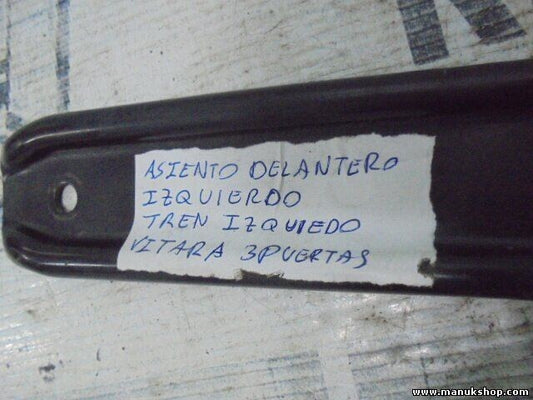 ASIENTO DELANTERO
IZQUIERDO
TREN IZQUIEDO
VITARA 3PUERTAS
www.manukshop.com